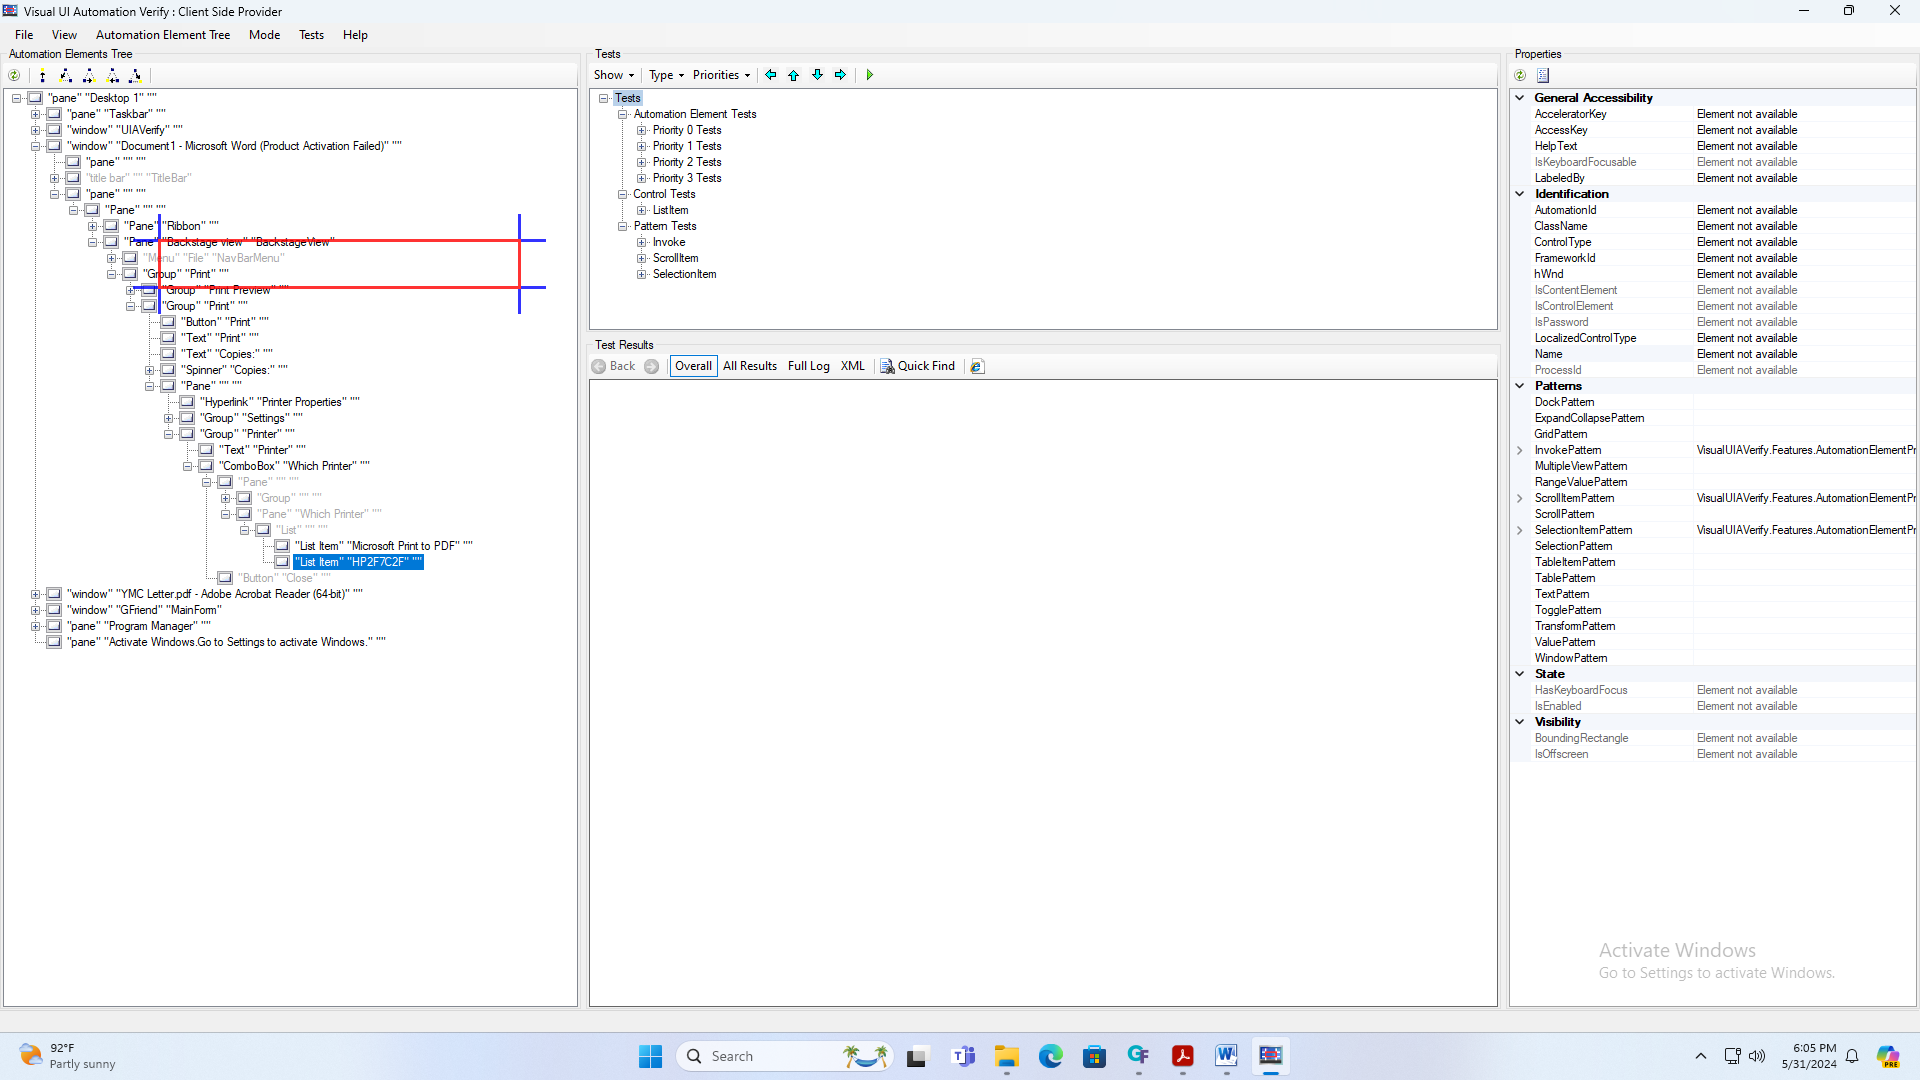 Visual UI Automation Verify : Client Side Provider
File View Automation Element Tree Mode Tests Help
Automation Elements Tree
"pane" "Desktop 1" ""
"pane" "Taskbar" ""
"window" "UIAVerify" ""
"window" "Document1 - Microsoft Word (Product Activation Failed)" ""
"pane" "" ""
"title bar" "" "TitleBar"
"pane" "" ""
"Pane" "" ""
"Pane" "Ribbon" ""
"Pane" "Backstage view" "BackstageView"
"Menu" "File" "NavBarMenu"
"Group" "Print" ""
"Group" "Print Preview" ""
"Group" "Print" ""
"Button" "Print" ""
"Text" "Print" ""
"Text" "Copies:" ""
"Spinner" "Copies:" ""
"Pane" "" ""
"Hyperlink" "Printer Properties" ""
"Group" "Settings" ""
"Group" "Printer" ""
"Text" "Printer" ""
"ComboBox" "Which Printer" ""
"Pane" "" ""
"Group" "" ""
"Pane" "Which Printer" ""
"List" "" ""
"List Item" "Microsoft Print to PDF" ""
"List Item" "HP2F7C2F" ""
"Button" "Close" ""
"window" "YMC Letter.pdf - Adobe Acrobat Reader (64-bit)" ""
"window" "GFriend" "MainForm"
"pane" "Program Manager" ""
"pane" "Activate Windows.Go to Settings to activate Windows." ""
Tests
Show Type Priorities
Tests
Automation Element Tests
Priority 0 Tests
Priority 1 Tests
Priority 2 Tests
Priority 3 Tests
Control Tests
ListItem
Pattern Tests
Invoke
ScrollItem
SelectionItem
Test Results
Back Overall All Results Full Log XML Quick Find
Properties
General Accessibility
AcceleratorKey Element not available
AccessKey Element not available
HelpText Element not available
IsKeyboardFocusable Element not available
LabeledBy Element not available
Identification
AutomationId Element not available
ClassName Element not available
ControlType Element not available
FrameworkId Element not available
hWnd Element not available
IsContentElement Element not available
IsControlElement Element not available
IsPassword Element not available
LocalizedControlType Element not available
Name Element not available
ProcessId Element not available
Patterns
DockPattern
ExpandCollapsePattern
GridPattern
InvokePattern VisualUIAVerify.Features.AutomationElementPr
MultipleViewPattern
RangeValuePattern
ScrollItemPattern VisualUIAVerify.Features.AutomationElementPr
ScrollPattern
SelectionItemPattern VisualUIAVerify.Features.AutomationElementPr
SelectionPattern
TableItemPattern
TablePattern
TextPattern
TogglePattern
TransformPattern
ValuePattern
WindowPattern
State
HasKeyboardFocus Element not available
IsEnabled Element not available
Visibility
BoundingRectangle Element not available
IsOffscreen Element not available
Activate Windows
Go to Settings to activate Windows.
92°F
Partly sunny
Search
6:05 PM
5/31/2024
PRE